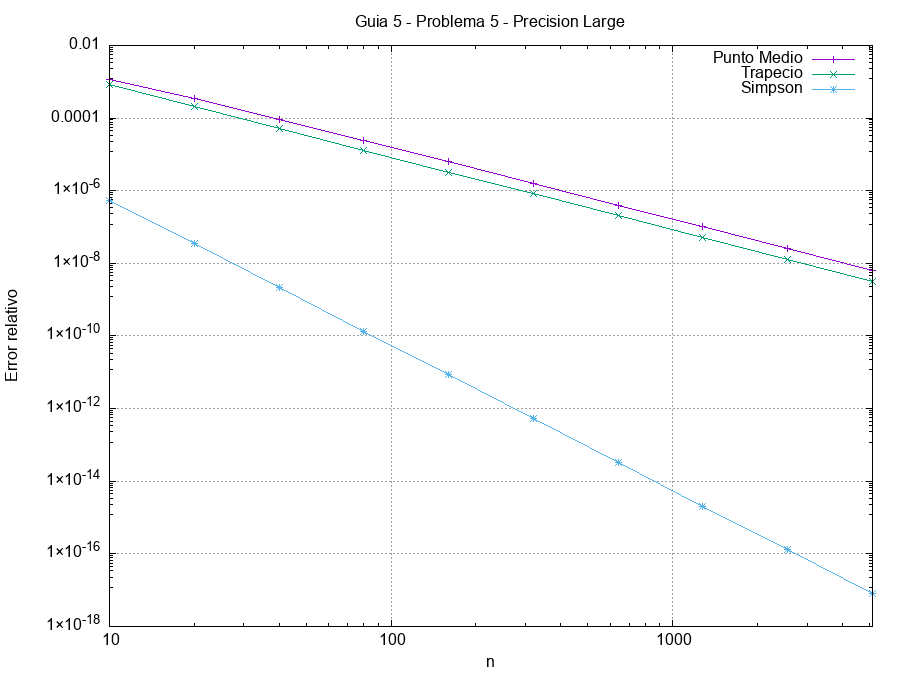 Guia 5 - Problema 5 - Precision Large
Punto Medio
Trapecio
Simpson
0.01
0.0001
1×10^-6
1×10^-8
1×10^-10
1×10^-12
1×10^-14
1×10^-16
1×10^-18
Error relativo
10 100 1000
n